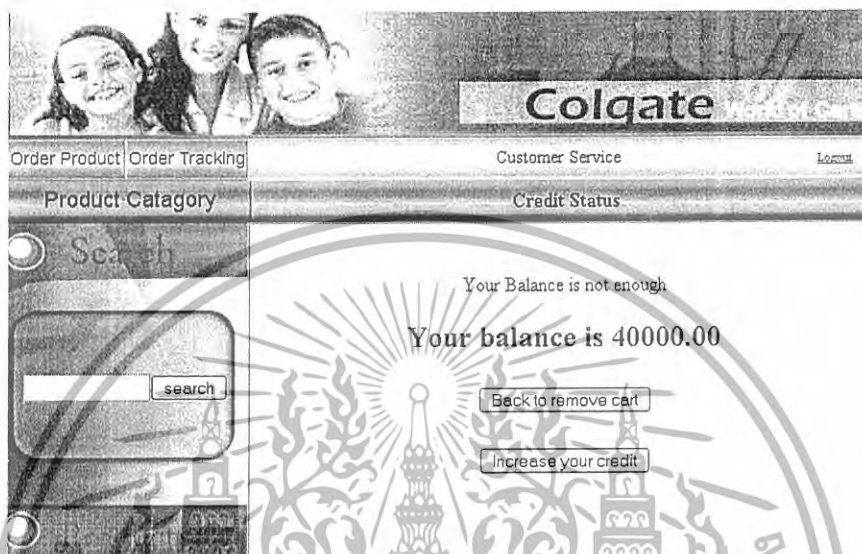 Colgate
Order Product Order Tracking Customer Service Logout
Product Catagory Credit Status
Search
Your Balance is not enough
Your balance is 40000.00
search
Back to remove cart
Increase your credit